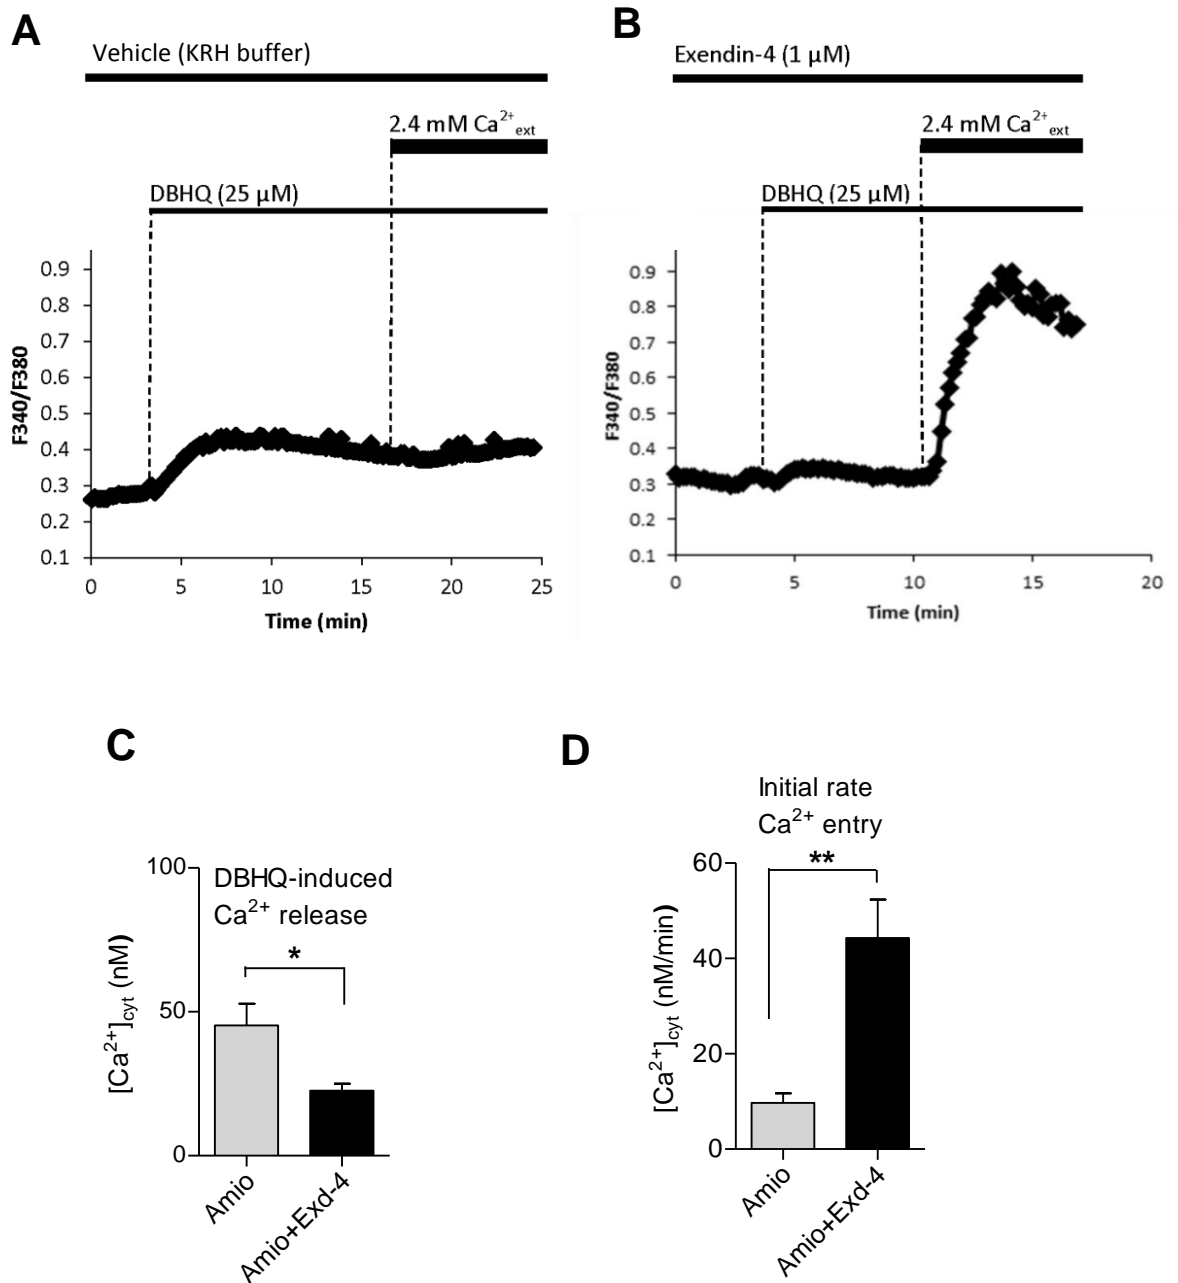 A
Vehicle (KRH buffer)
2.4 mM Ca2+ext
DBHQ (25 µM)
0.9
0.8
0.7
0.6
0.5
0.4
0.3
0.2
0.1
F340/F380
0
5
10
15
20
25
Time (min)
B
Exendin-4 (1 µM)
2.4 mM Ca2+ext
DBHQ (25 µM)
0.9
0.8
0.7
0.6
0.5
0.4
0.3
0.2
0.1
F340/F380
0
5
10
15
20
Time (min)
C
DBHQ-induced
Ca2+ release
*
100
50
0
[Ca2+]cyt (nM)
Amio
Amio+Exd-4
D
Initial rate
Ca2+ entry
**
60
40
20
0
[Ca2+]cyt (nM/min)
Amio
Amio+Exd-4